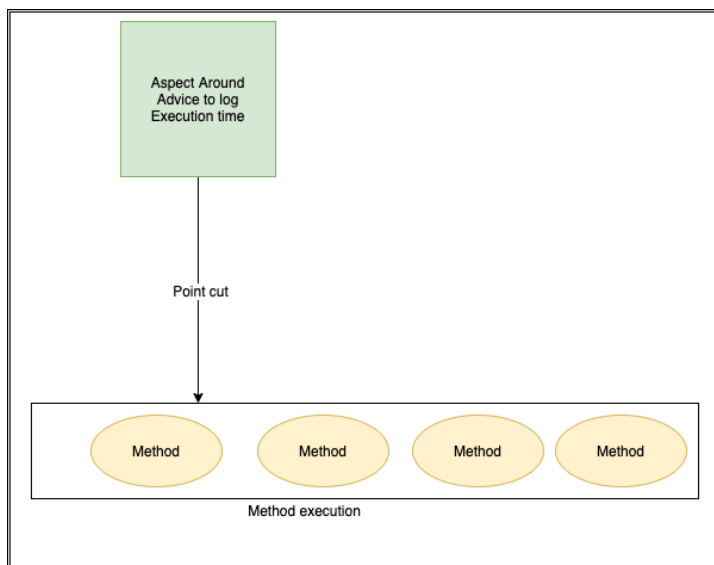 Aspect Around
Advice to log
Execution time
Point cut
Method
Method
Method
Method
Method execution